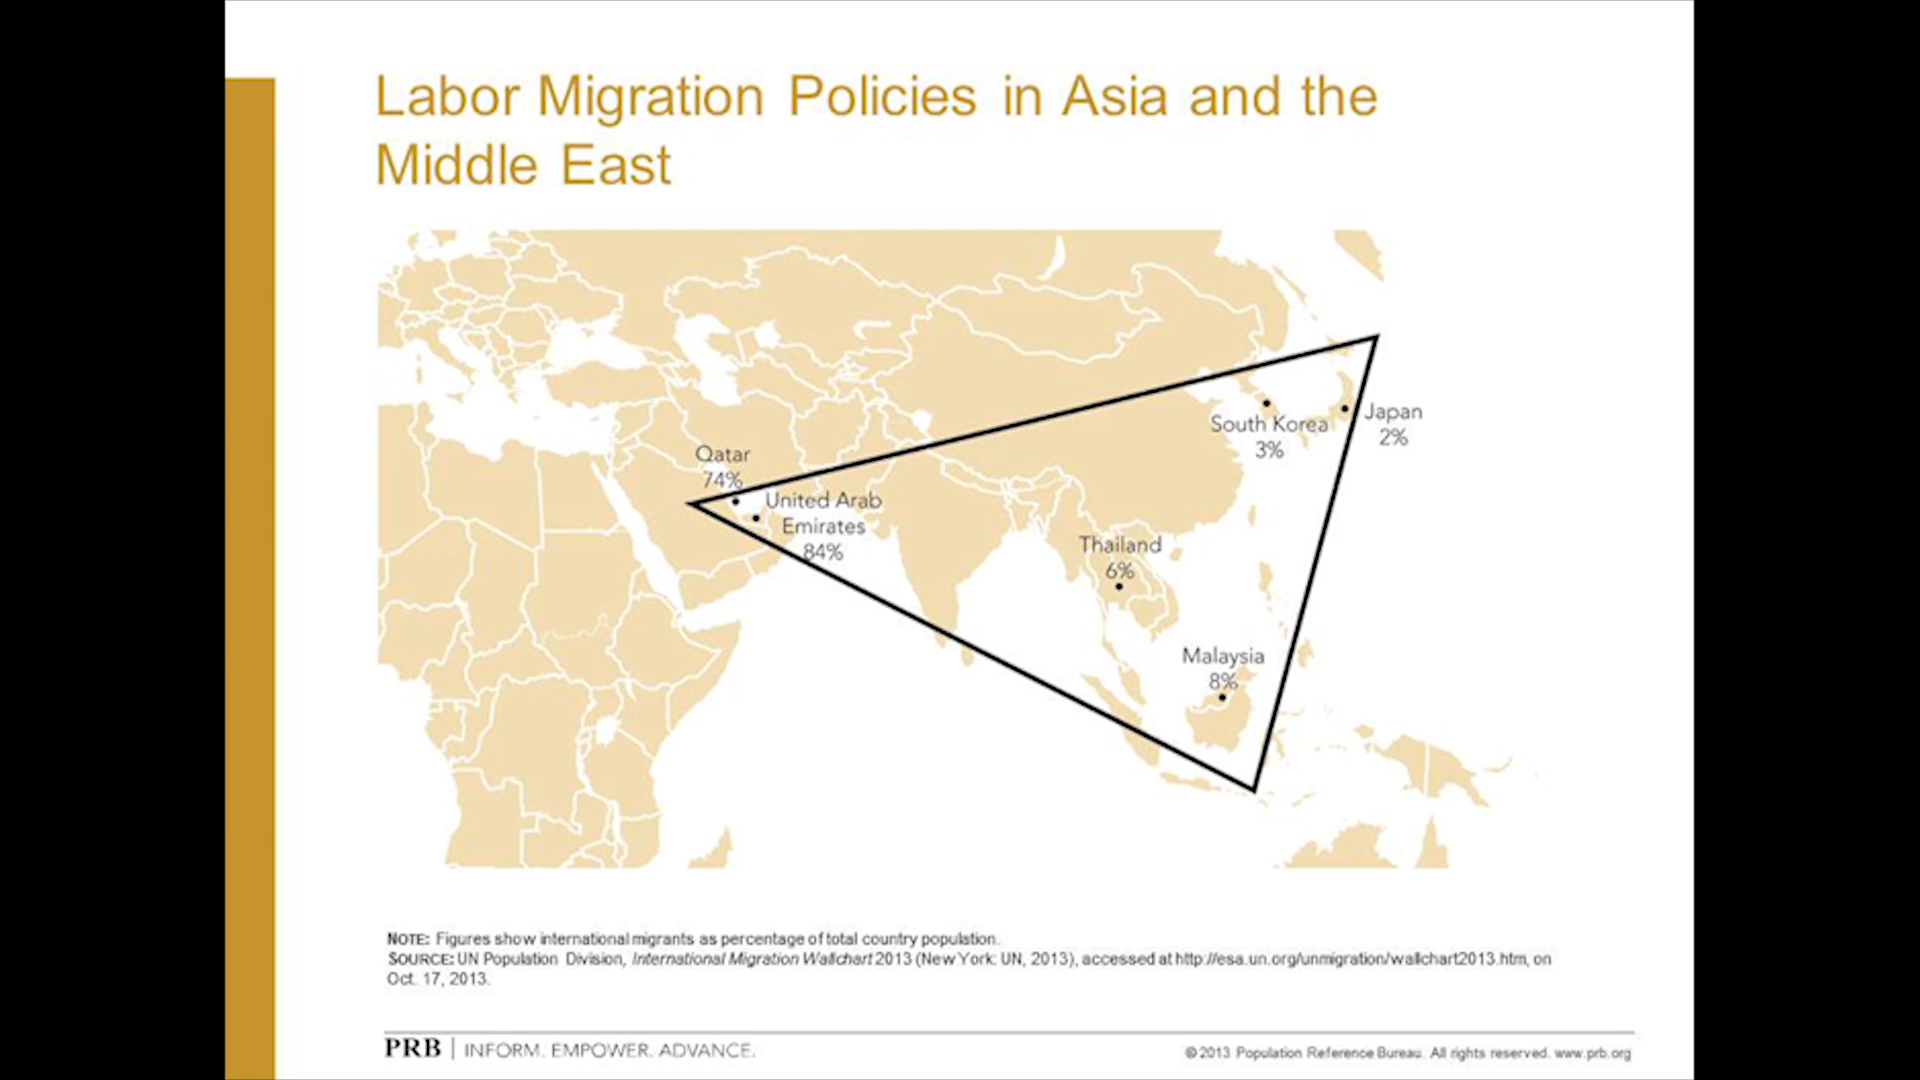 Labor Migration Policies in Asia and the
Middle East
Qatar
74%
United Arab
Emirates
84%
South Korea
3%
Japan
2%
Thailand
6%
Malaysia
8%
NOTE: Figures show international migrants as percentage of total country population.
SOURCE: UN Population Division, International Migration Wallchart 2013 (New York: UN, 2013), accessed at http://esa.un.org/unmigration/wallchart2013.htm, on
Oct. 17, 2013.
PRB | INFORM. EMPOWER. ADVANCE.
© 2013 Population Reference Bureau. All rights reserved. www.prb.org